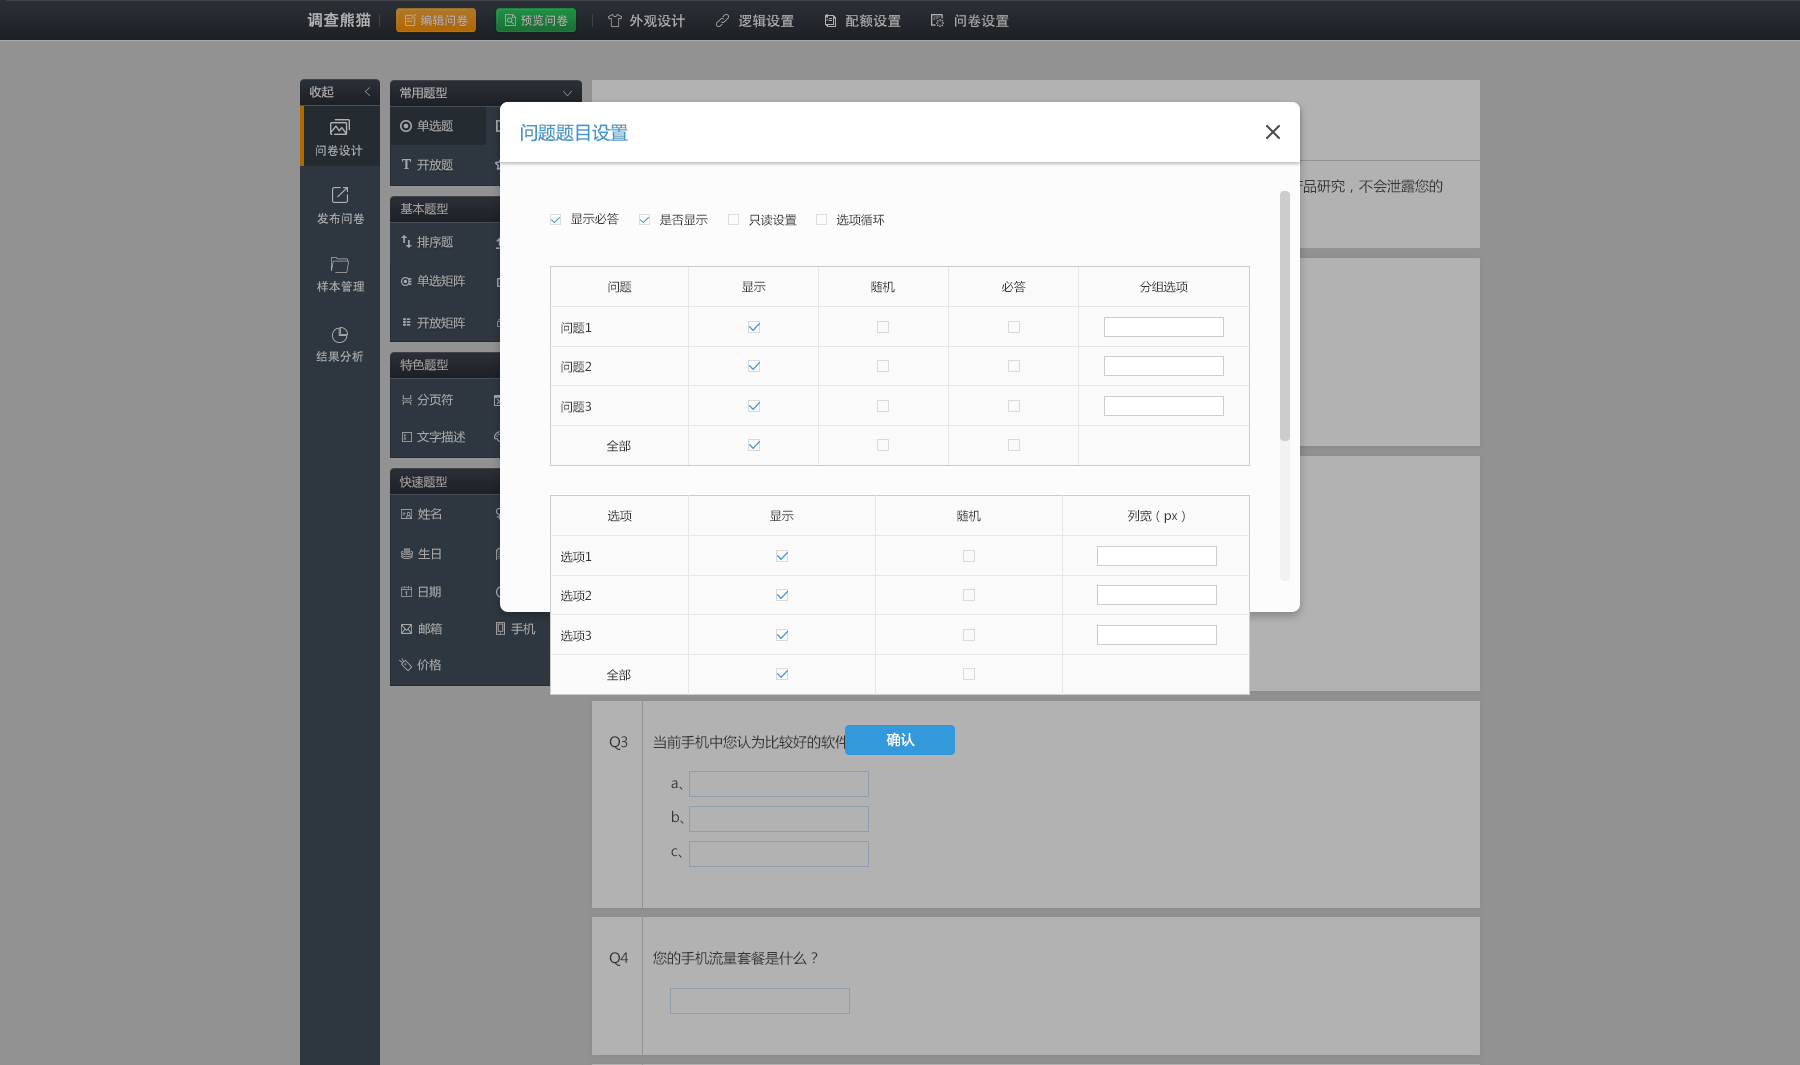 调查熊猫 编辑问卷 预览问卷 外观设计 逻辑设置 配额设置 问卷设置
收起
问卷设计
发布问卷
样本管理
结果分析
常用题型
单选题
开放题
基本题型
排序题
单选矩阵
开放矩阵
特色题型
分页符
文字描述
快速题型
姓名
生日
日期
邮箱 手机
价格
品研究，不会泄露您的
问题题目设置
显示必答 是否显示 只读设置 选项循环
问题 显示 随机 必答 分组选项
问题1
问题2
问题3
全部
选项 显示 随机 列宽（px）
选项1
选项2
选项3
全部
Q3 当前手机中您认为比较好的软件
确认
a、
b、
c、
Q4 您的手机流量套餐是什么？